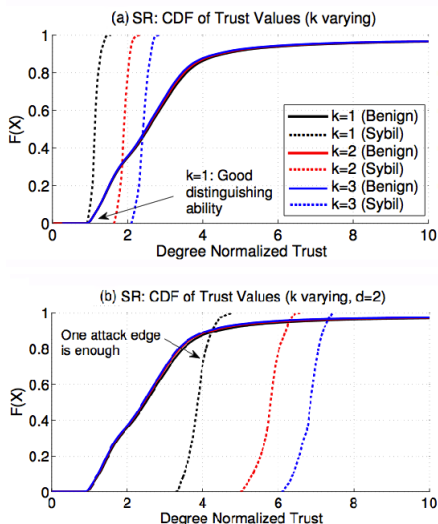 (a) SR: CDF of Trust Values (k varying)
1
0.8
0.6
0.4
0.2
0
F(X)
k=1: Good
distinguishing
ability
k=1 (Benign)
k=1 (Sybil)
k=2 (Benign)
k=2 (Sybil)
k=3 (Benign)
k=3 (Sybil)
0 2 4 6 8 10
Degree Normalized Trust
(b) SR: CDF of Trust Values (k varying, d=2)
1
0.8
0.6
0.4
0.2
0
F(X)
One attack edge
is enough
0 2 4 6 8 10
Degree Normalized Trust